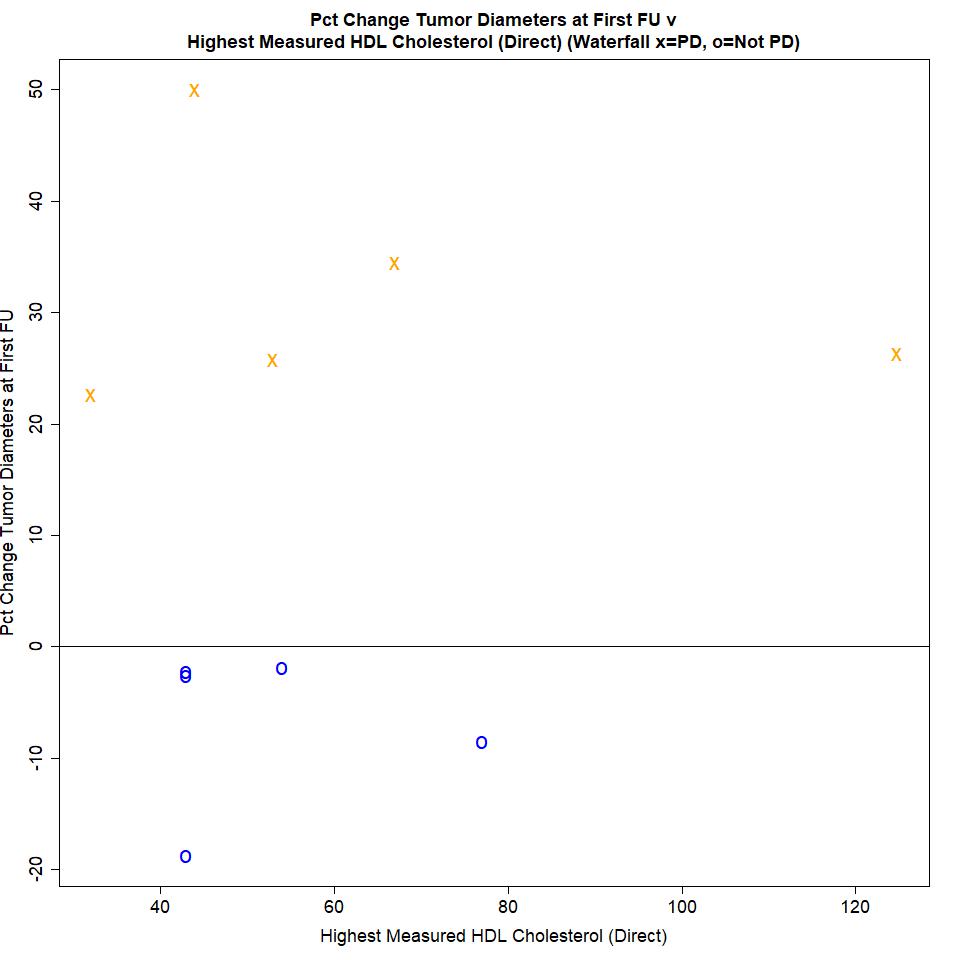 Pct Change Tumor Diameters at First FU v
Highest Measured HDL Cholesterol (Direct) (Waterfall x=PD, o=Not PD)
Pct Change Tumor Diameters at First FU
50
40
30
20
10
0
-10
-20
X
X
X
X
X
O
O
O
O
O
40
60
80
100
120
Highest Measured HDL Cholesterol (Direct)